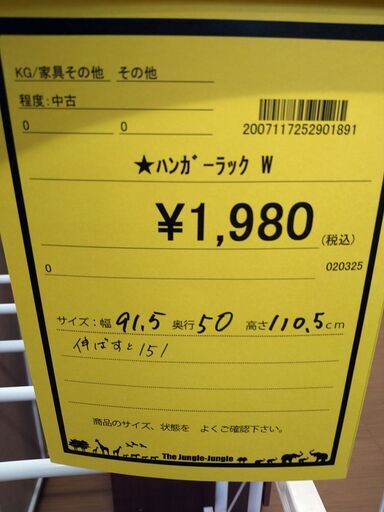 KG/家具その他 その他
程度:中古
0 0
2007117252901891
★ハンガーラック W
¥1,980(税込)
0 020325
サイズ:幅 91.5 奥行 50 高さ 110.5cm
伸ばすと151
商品のサイズ、状態を よくご確認下さい。
The Jungle-Jungle